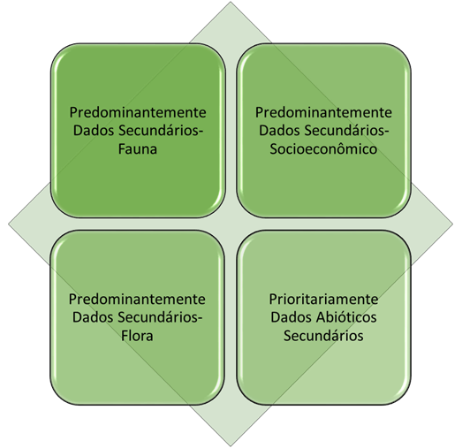 Predominantemente
Dados Secundários-
Fauna
Predominantemente
Dados Secundários-
Socioeconômico
Predominantemente
Dados Secundários-
Flora
Prioritariamente
Dados Abióticos
Secundários